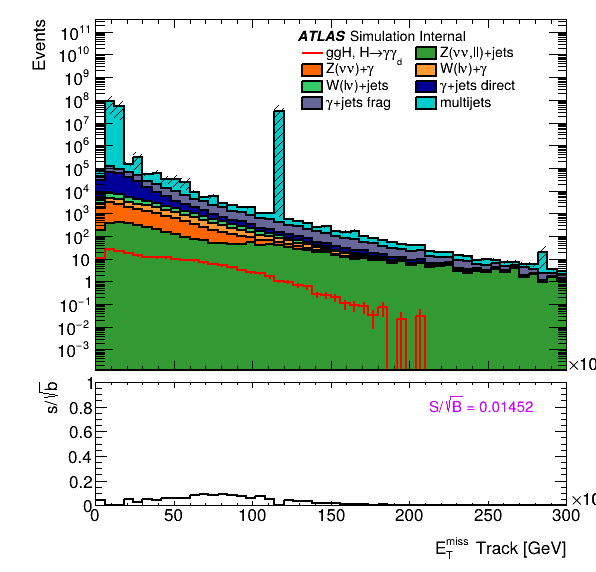 Events
10¹¹
10¹⁰
10⁹
10⁸
10⁷
10⁶
10⁵
10⁴
10³
10²
10
1
10⁻¹
10⁻²
10⁻³
ATLAS Simulation Internal
ggH, H→γγ_d
Z(νν,ll)+jets
Z(νν)+γ
W(lν)+γ
W(lν)+jets
γ+jets direct
γ+jets frag
multijets
×10
s/√b
1
0.8
0.6
0.4
0.2
0
S/√B = 0.01452
×10
0 50 100 150 200 250 300
E_T^miss Track [GeV]